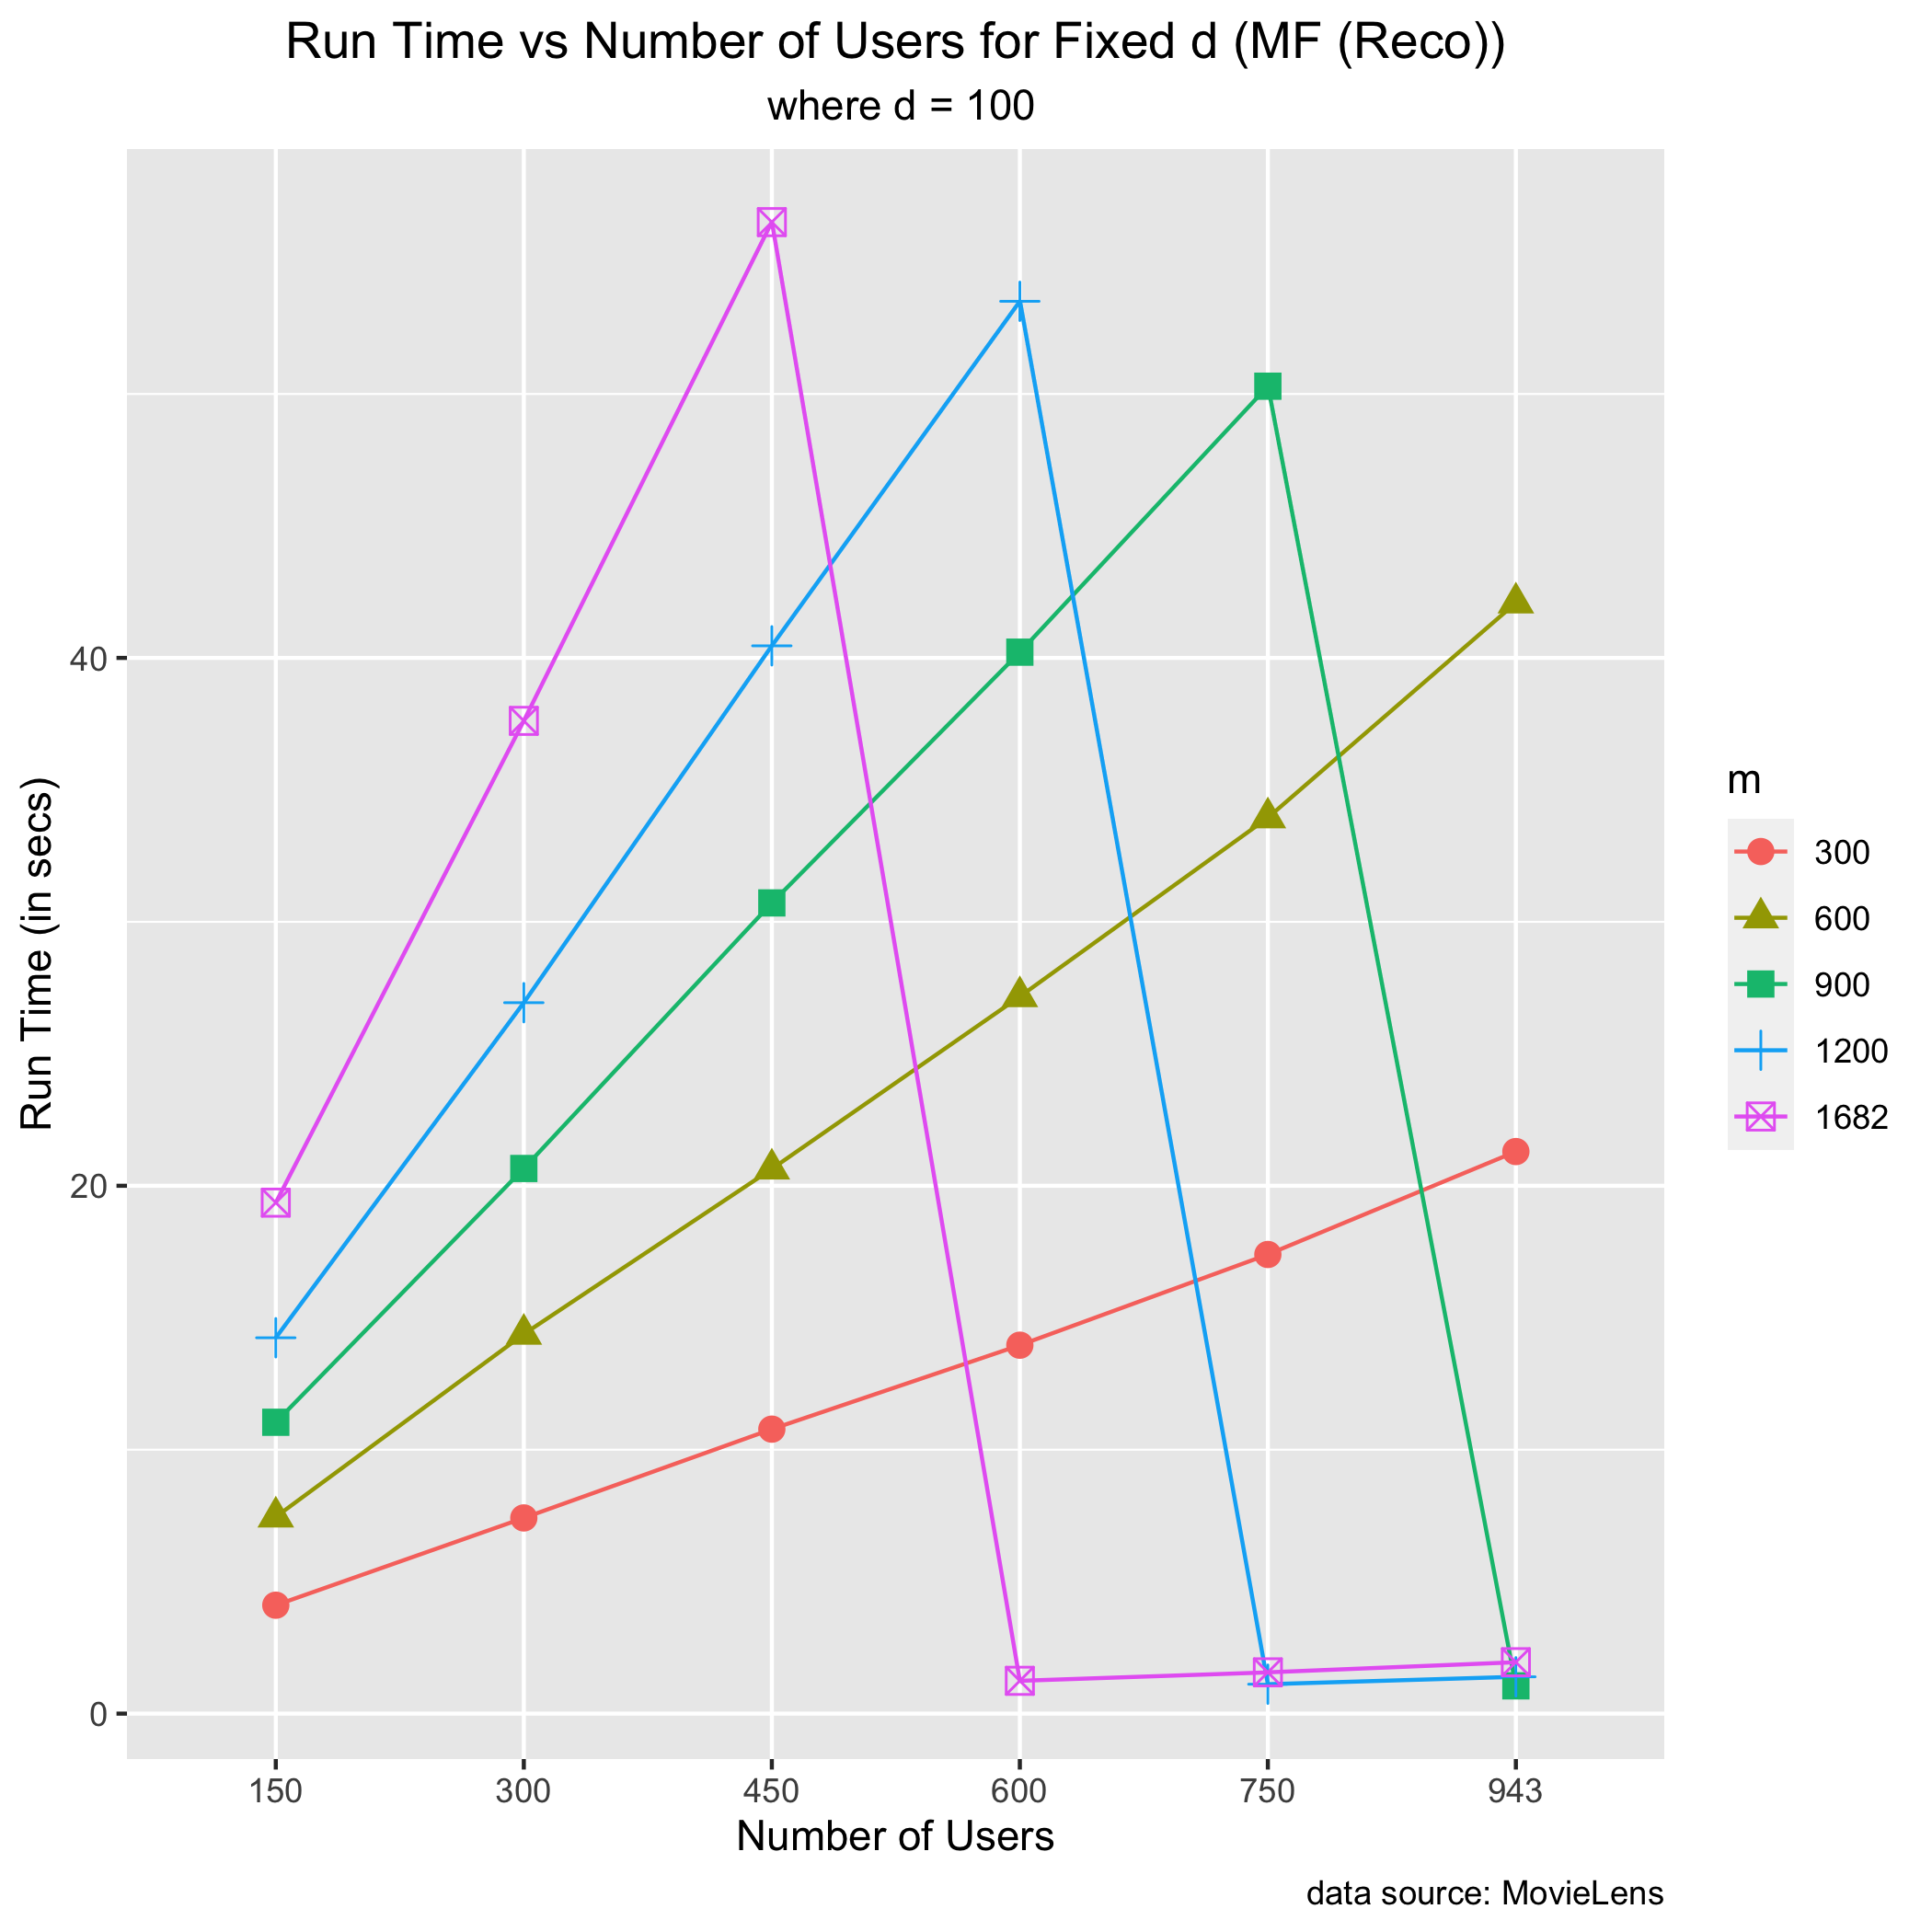 Run Time vs Number of Users for Fixed d (MF (Reco))
where d = 100
Run Time (in secs)
40
20
0
150 300 450 600 750 943
Number of Users
m
300
600
900
1200
1682
data source: MovieLens